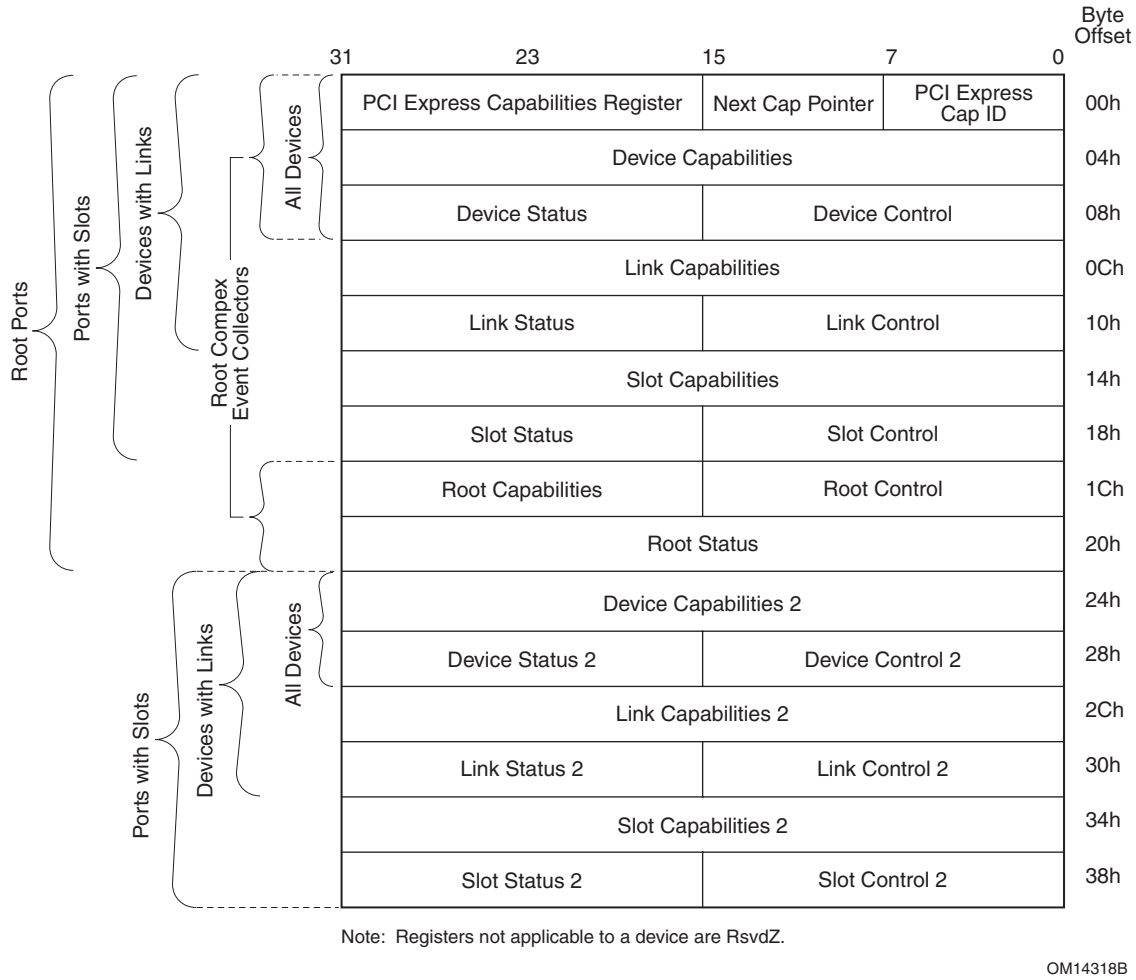 Byte
Offset
31 23 15 7 0
PCI Express Capabilities Register Next Cap Pointer PCI Express
Cap ID 00h
Device Capabilities 04h
Device Status Device Control 08h
Link Capabilities 0Ch
Link Status Link Control 10h
Slot Capabilities 14h
Slot Status Slot Control 18h
Root Capabilities Root Control 1Ch
Root Status 20h
Device Capabilities 2 24h
Device Status 2 Device Control 2 28h
Link Capabilities 2 2Ch
Link Status 2 Link Control 2 30h
Slot Capabilities 2 34h
Slot Status 2 Slot Control 2 38h
Root Ports
Ports with Slots
Devices with Links
Root Compex
Event Collectors
All Devices
Ports with Slots
Devices with Links
All Devices
Note: Registers not applicable to a device are RsvdZ.
OM14318B